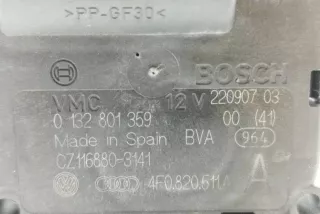 >PP-GF30<
BOSCH
VMC 12 V 220907 03
0 132 801 359 00 (41)
Made in Spain BVA 964
CZ116880-3141 A
4F0.820.511